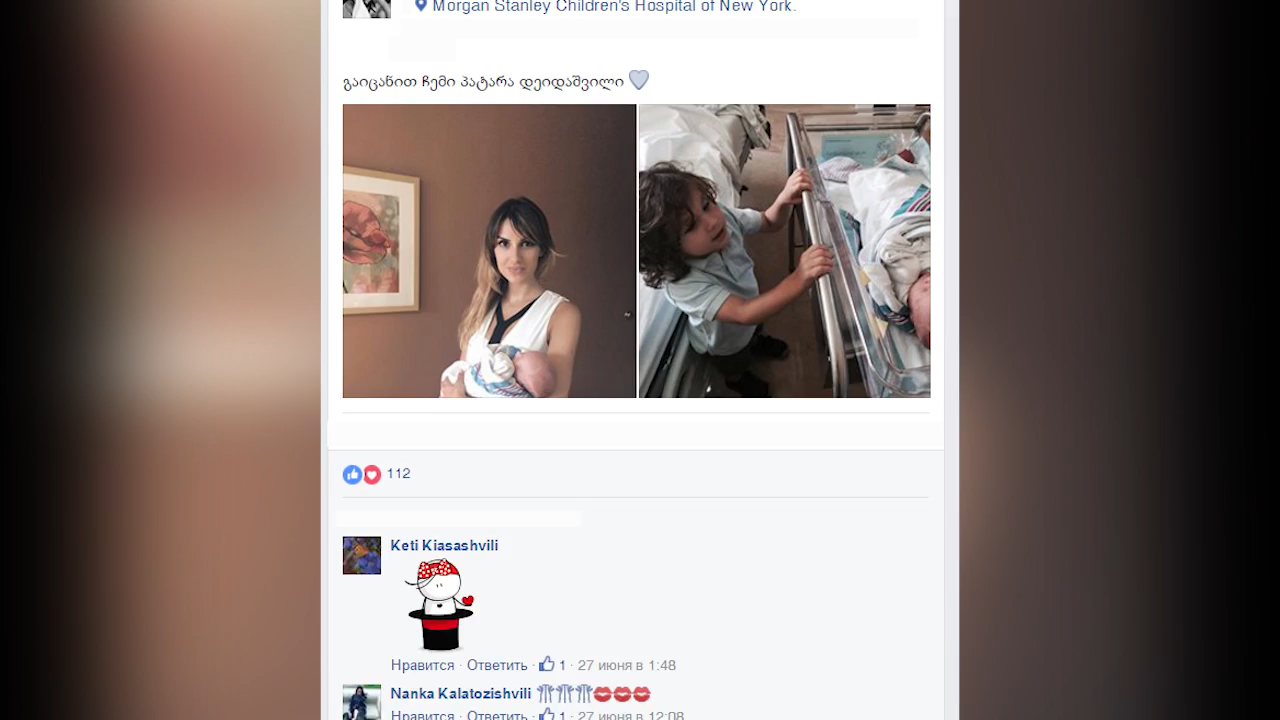 Morgan Stanley Children's Hospital of New York.
გაიცანით ჩემი პატარა დეიდაშვილი
112
Keti Kiasashvili
Нравится · Ответить · 1 · 27 июня в 1:48
Nanka Kalatozishvili
Нравится · Ответить · 1 · 27 июня в 12:08